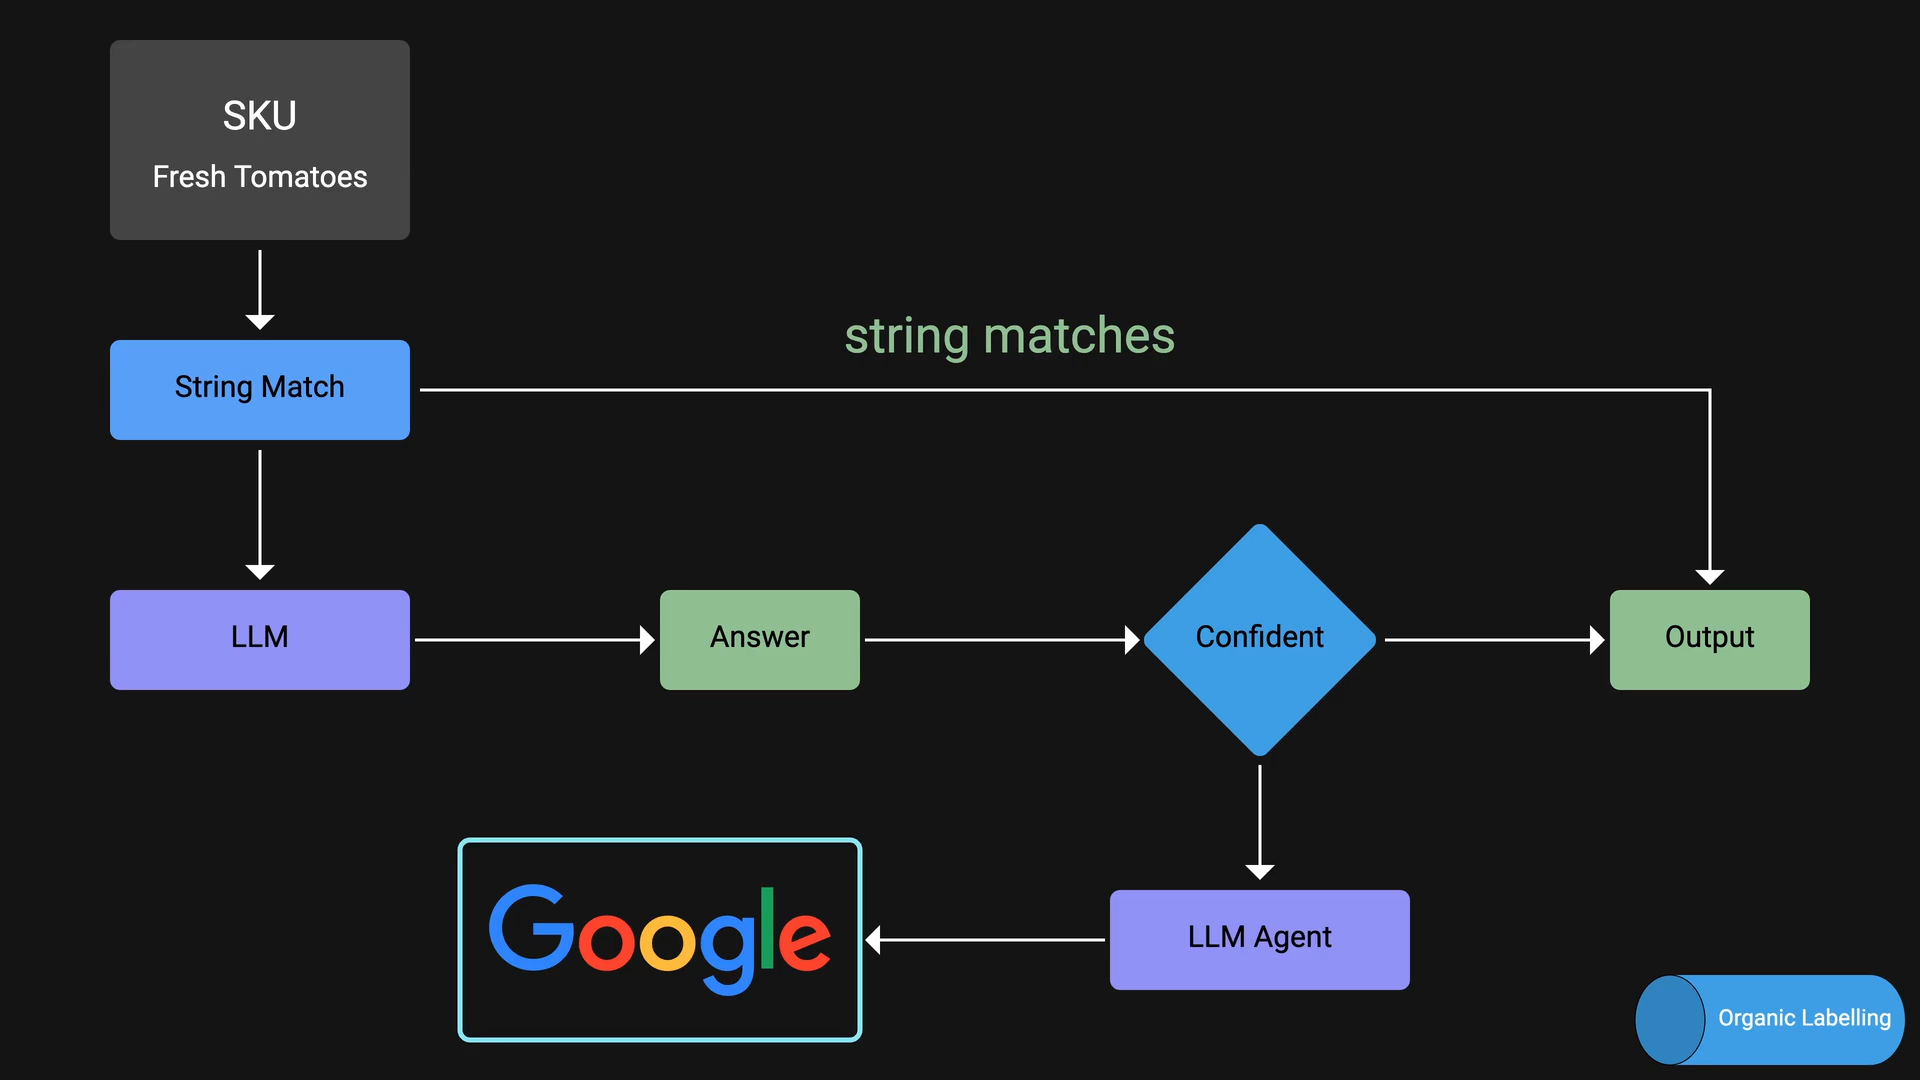 SKU
Fresh Tomatoes
string matches
String Match
LLM
Answer
Confident
Output
Google
LLM Agent
Organic Labelling